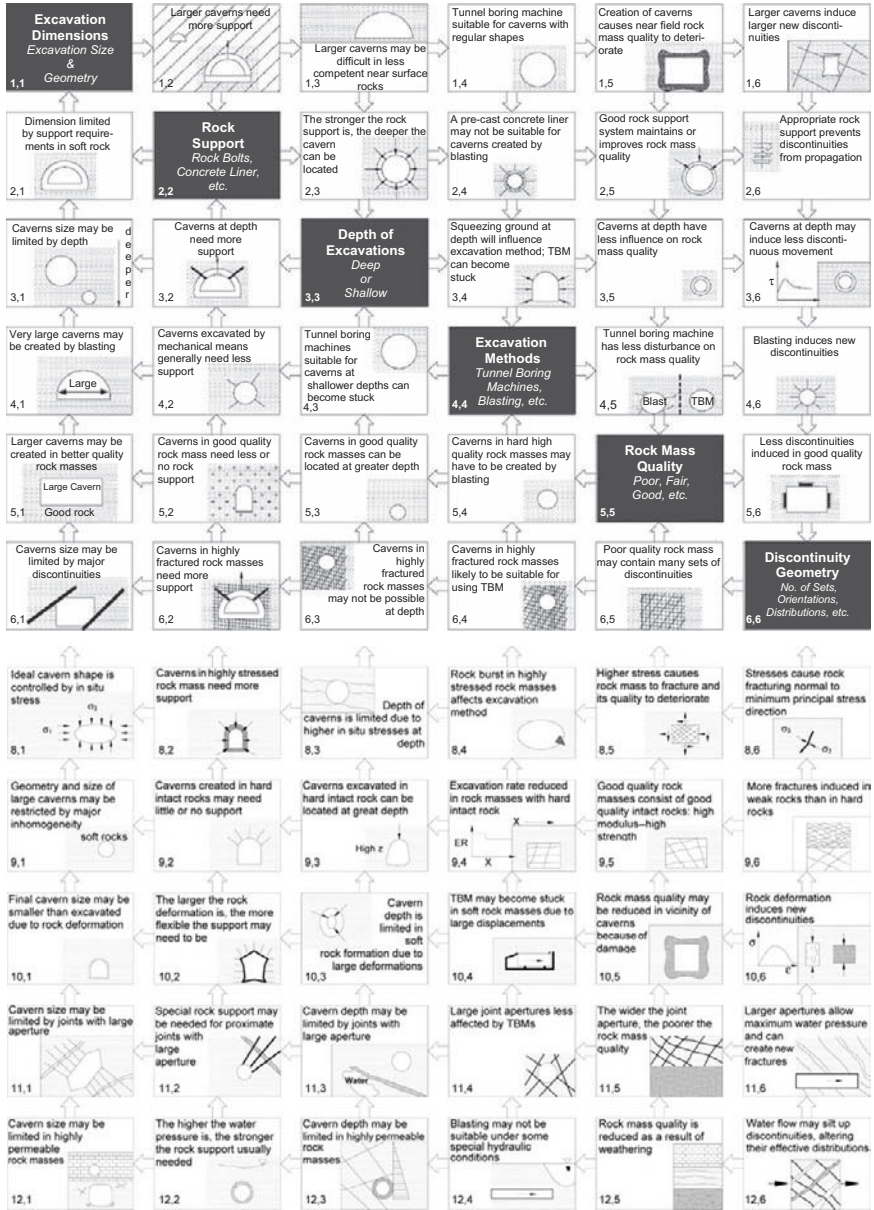 Excavation
Dimensions
Excavation Size
&
Geometry
1,1
Larger caverns need
more support
1,2
Larger caverns may be
difficult in less
competent near surface
rocks
1,3
Tunnel boring machine
suitable for caverns with
regular shapes
1,4
Creation of caverns
causes near field rock
mass quality to deteri-
orate
1,5
Larger caverns induce
larger new disconti-
nuities
1,6
Dimension limited
by support require-
ments in soft rock
2,1
Rock
Support
Rock Bolts,
Concrete Liner,
etc.
2,2
The stronger the rock
support is, the deeper the
cavern
can be
located
2,3
A pre-cast concrete liner
may not be suitable for
caverns created by
blasting
2,4
Good rock support
system maintains or
improves rock mass
quality
2,5
Appropriate rock
support prevents
discontinuities
from propagation
2,6
Caverns size may be
limited by depth
deeper
3,1
Caverns at depth
need more
support
3,2
Depth of
Excavations
Deep
or
Shallow
3,3
Squeezing ground at
depth will influence
excavation method; TBM
can become
stuck
3,4
Caverns at depth have
less influence on rock
mass quality
3,5
Caverns at depth may
induce less disconti-
nuous movement
τ
3,6
Very large caverns may
be created by blasting
Large
4,1
Caverns excavated by
mechanical means
generally need less
support
4,2
Tunnel boring
machines
suitable for
caverns at
shallower depths can
become stuck
4,3
Excavation
Methods
Tunnel Boring
Machines,
Blasting, etc.
4,4
Tunnel boring machine
has less disturbance on
rock mass quality
Blast
TBM
4,5
Blasting induces new
discontinuities
4,6
Larger caverns may be
created in better quality
rock masses
Large Cavern
Good rock
5,1
Caverns in good quality
rock mass need less or
no rock
support
5,2
Caverns in good quality
rock masses can be
located at greater depth
5,3
Caverns in hard high
quality rock masses may
have to be created by
blasting
5,4
Rock Mass
Quality
Poor, Fair,
Good, etc.
5,5
Less discontinuities
induced in good quality
rock mass
5,6
Caverns size may be
limited by major
discontinuities
6,1
Caverns in highly
fractured rock masses
need more
support
6,2
Caverns in
highly
fractured
rock masses
may not be possible
at depth
6,3
Caverns in highly
fractured rock masses
likely to be suitable for
using TBM
6,4
Poor quality rock mass
may contain many sets
of discontinuities
6,5
Discontinuity
Geometry
No. of Sets,
Orientations,
Distributions, etc.
6,6
Ideal cavern shape is
controlled by in situ
stress
8,1
Caverns in highly stressed
rock mass need more
support
8,2
Depth of
caverns is limited due to
higher in situ stresses at
depth
8,3
Rock burst in highly
stressed rock masses
affects excavation
method
8,4
Higher stress causes
rock mass to fracture and
its quality to deteriorate
8,5
Stresses cause rock
fracturing normal to
minimum principal stress
direction
8,6
Geometry and size of
large caverns may be
restricted by major
inhomogeneity
soft rocks
9,1
Caverns created in hard
intact rocks may need
little or no support
9,2
Caverns excavated in
hard intact rock can be
located at great depth
High z
9,3
Excavation rate reduced
in rock masses with hard
intact rock
X
ER
X
9,4
Good quality rock
masses consist of good
quality intact rocks: high
modulus–high
strength
9,5
More fractures induced in
weak rocks than in hard
rocks
9,6
Final cavern size may be
smaller than excavated
due to rock deformation
10,1
The larger the rock
deformation is, the more
flexible the support may
need to be
10,2
Cavern
depth is
limited in
soft
rock formation due to
large deformations
10,3
TBM may become stuck
in soft rock masses due to
large displacements
10,4
Rock mass quality may
be reduced in vicinity of
caverns
because of
damage
10,5
Rock deformation
induces new
discontinuities
σ
ε
10,6
Cavern size may be
limited by joints with large
aperture
11,1
Special rock support may
be needed for proximate
joints with
large
aperture
11,2
Cavern depth may be
limited by joints with
large aperture
Water
11,3
Large joint apertures less
affected by TBMs
11,4
The wider the joint
aperture, the poorer the
rock mass
quality
11,5
Larger apertures allow
maximum water pressure
and can
create new
fractures
11,6
Cavern size may be
limited in highly
permeable
rock masses
12,1
The higher the water
pressure is, the stronger
the rock support usually
needed
12,2
Cavern depth may be
limited in highly permeable
rock
masses
12,3
Blasting may not be
suitable under some
special hydraulic
conditions
12,4
Rock mass quality is
reduced as a result of
weathering
12,5
Water flow may silt up
discontinuities, altering
their effective distributions.
12,6